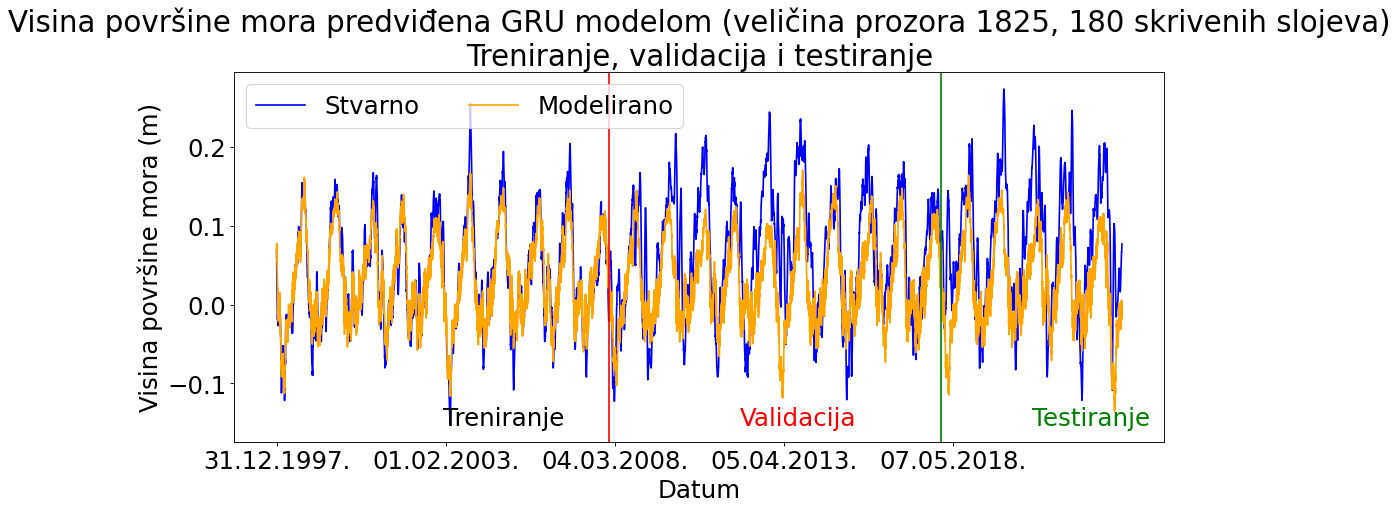 Visina površine mora predviđena GRU modelom (veličina prozora 1825, 180 skrivenih slojeva)
Treniranje, validacija i testiranje
Stvarno Modelirano
Visina površine mora (m)
0.2
0.1
0.0
−0.1
Treniranje Validacija Testiranje
31.12.1997. 01.02.2003. 04.03.2008. 05.04.2013. 07.05.2018.
Datum